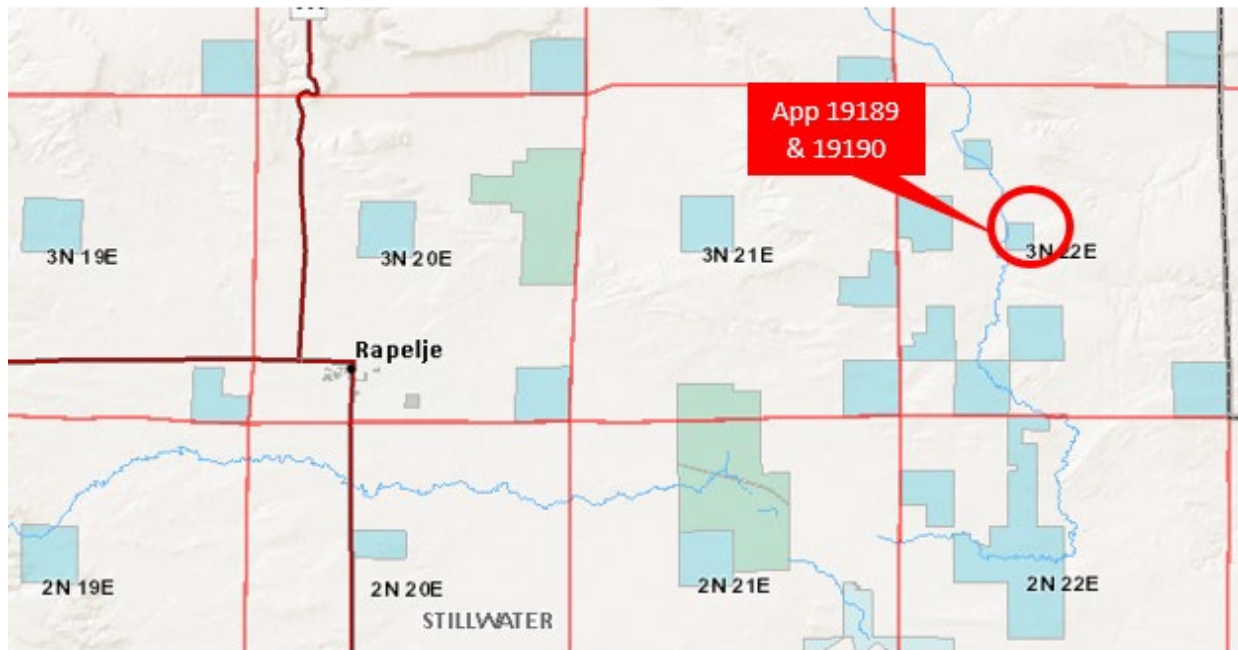 App 19189
& 19190
3N 19E
3N 20E
3N 21E
3N 22E
Rapelje
2N 19E
2N 20E
2N 21E
2N 22E
STILLWATER